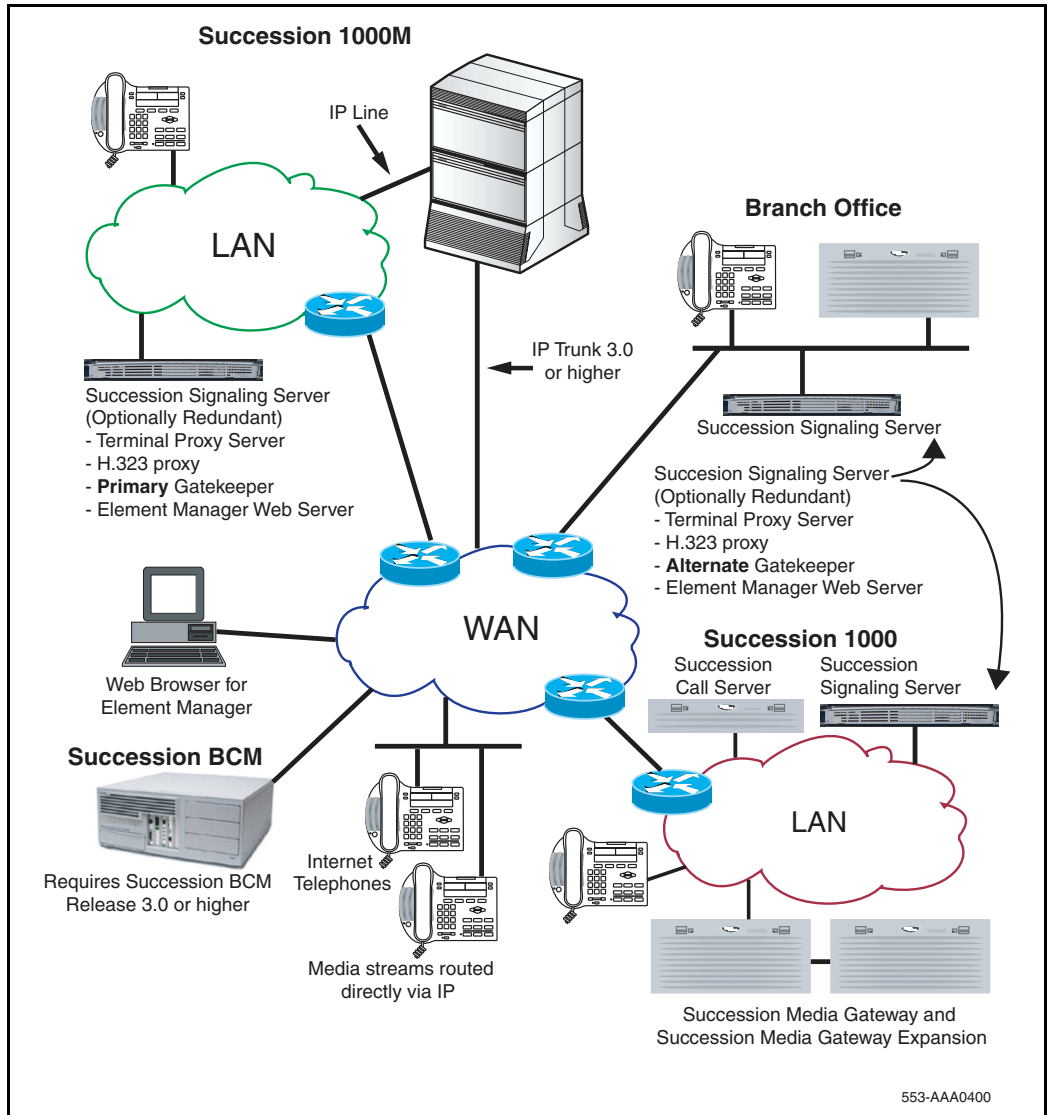 Succession 1000M
IP Line
LAN
Branch Office
IP Trunk 3.0
or higher
Succession Signaling Server
(Optionally Redundant)
- Terminal Proxy Server
- H.323 proxy
- Primary Gatekeeper
- Element Manager Web Server
Succession Signaling Server
Succesion Signaling Server
(Optionally Redundant)
- Terminal Proxy Server
- H.323 proxy
- Alternate Gatekeeper
- Element Manager Web Server
WAN
Web Browser for
Element Manager
Succession 1000
Succession
Call Server
Succession
Signaling Server
Succession BCM
Requires Succession BCM
Release 3.0 or higher
Internet
Telephones
Media streams routed
directly via IP
LAN
Succession Media Gateway and
Succession Media Gateway Expansion
553-AAA0400